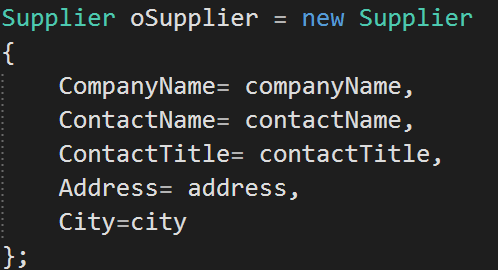 Supplier oSupplier = new Supplier
{
CompanyName= companyName,
ContactName= contactName,
ContactTitle= contactTitle,
Address= address,
City=city
};